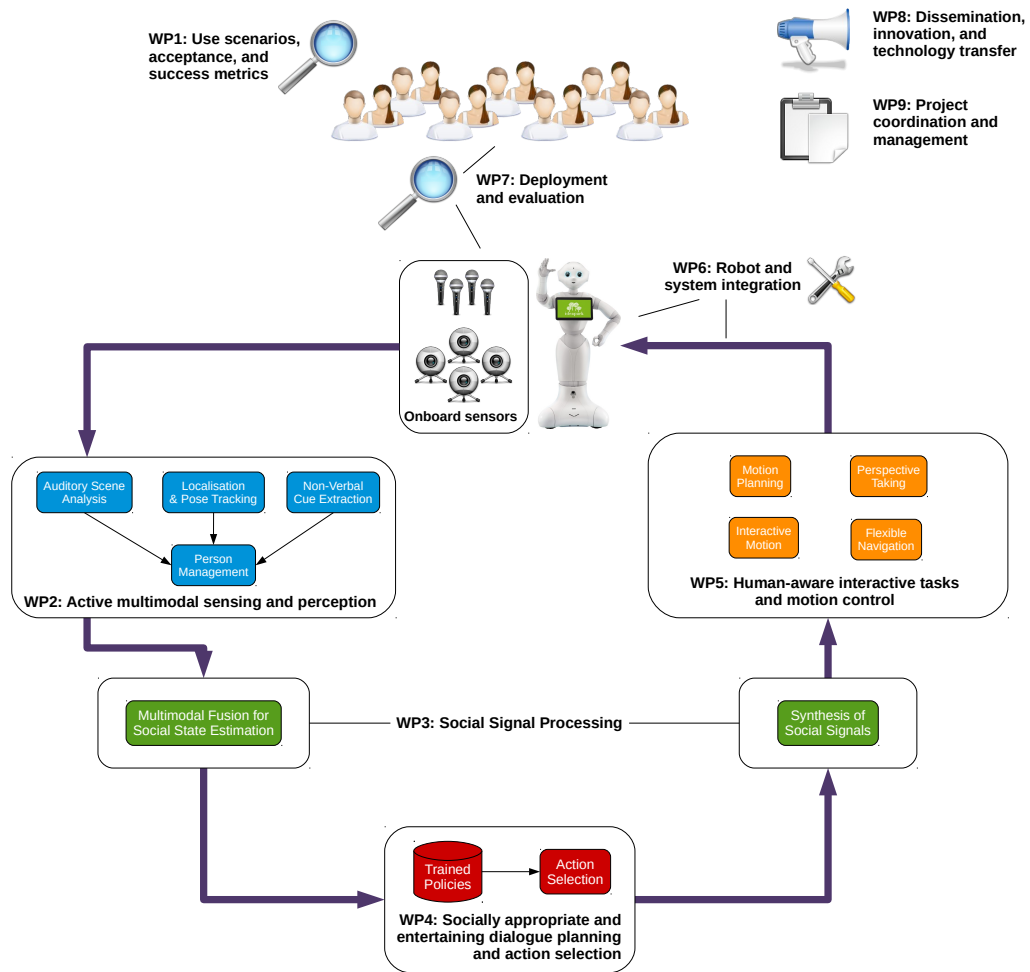 WP1: Use scenarios,
acceptance, and
success metrics
WP8: Dissemination,
innovation, and
technology transfer
WP9: Project
coordination and
management
WP7: Deployment
and evaluation
WP6: Robot and
system integration
Onboard sensors
Auditory Scene
Analysis
Localisation
& Pose Tracking
Non-Verbal
Cue Extraction
Person
Management
WP2: Active multimodal sensing and perception
Motion
Planning
Perspective
Taking
Interactive
Motion
Flexible
Navigation
WP5: Human-aware interactive tasks
and motion control
Multimodal Fusion for
Social State Estimation
WP3: Social Signal Processing
Synthesis of
Social Signals
Trained
Policies
Action
Selection
WP4: Socially appropriate and
entertaining dialogue planning
and action selection